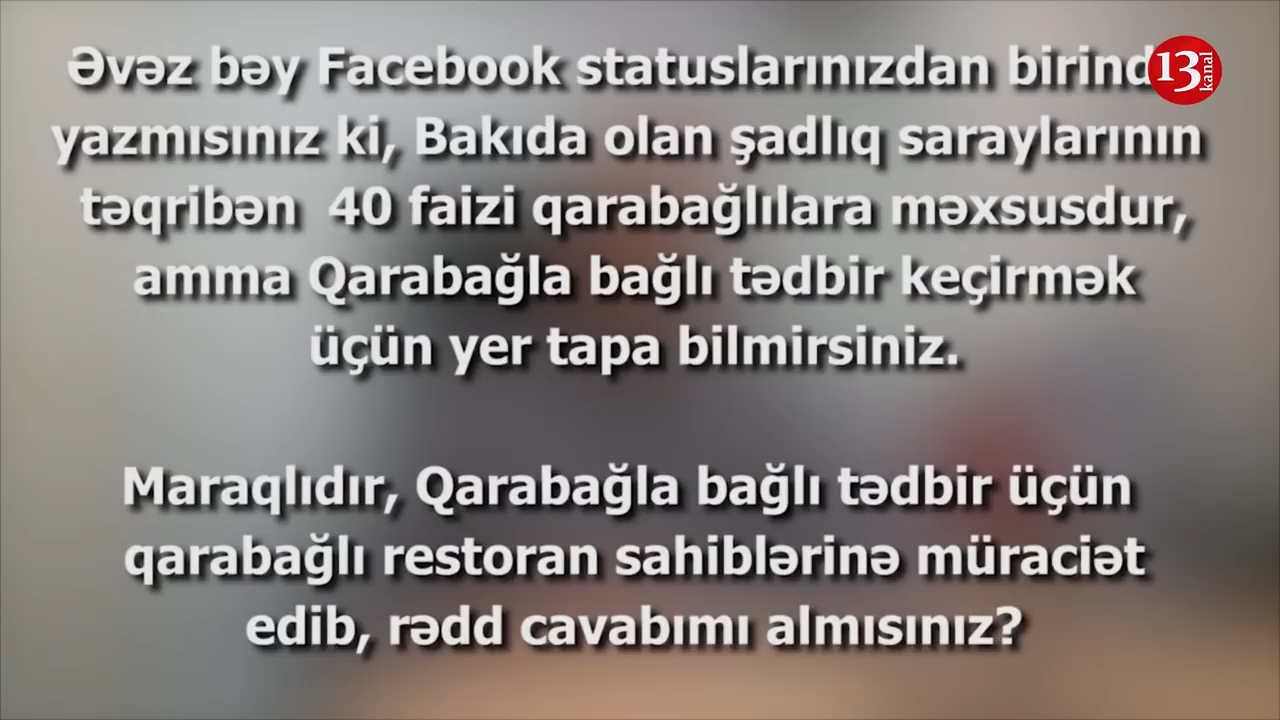 Əvəz bəy Facebook statuslarınızdan birində
yazmısınız ki, Bakıda olan şadlıq saraylarının
təqribən 40 faizi qarabağlılara məxsusdur,
amma Qarabağla bağlı tədbir keçirmək
üçün yer tapa bilmirsiniz.
Maraqlıdır, Qarabağla bağlı tədbir üçün
qarabağlı restoran sahiblərinə müraciət
edib, rədd cavabımı almısınız?
13
kanal